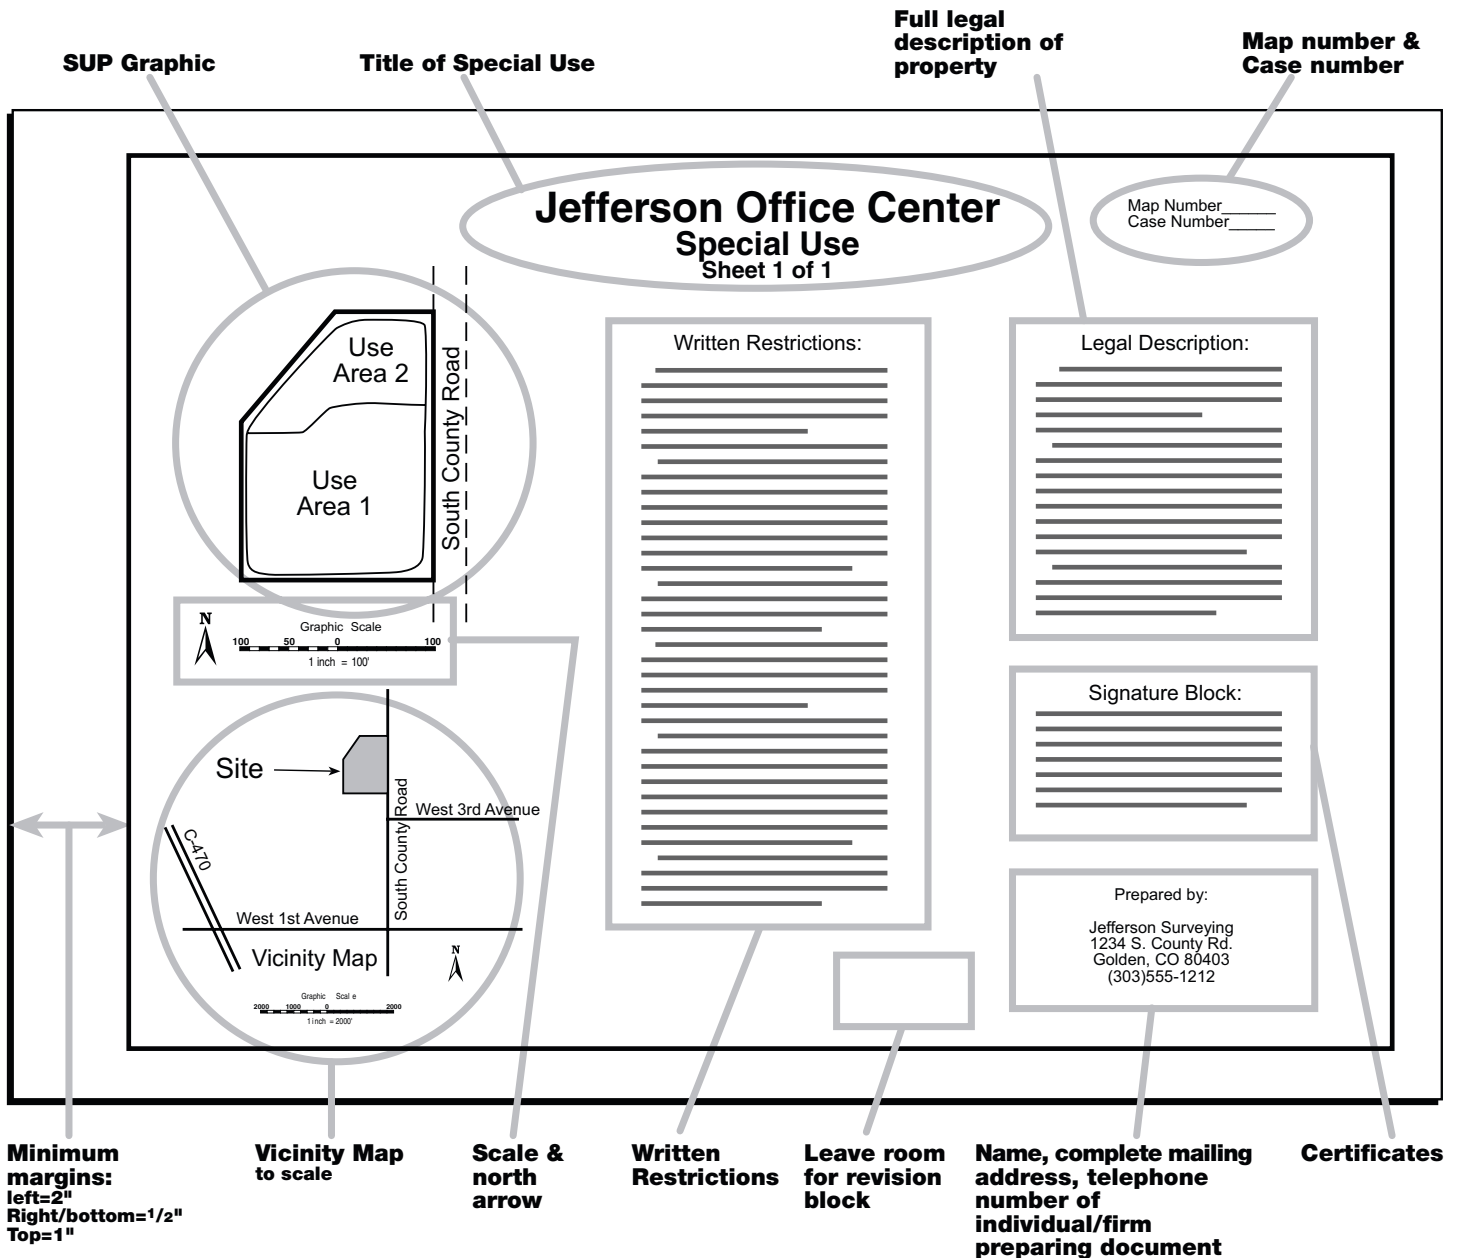 SUP Graphic
Title of Special Use
Full legal
description of
property
Map number &
Case number
Jefferson Office Center
Special Use
Sheet 1 of 1
Map Number______
Case Number_____
Use
Area 2
Use
Area 1
South County Road
N
Graphic Scale
100 50 0 100
1 inch = 100'
Written Restrictions:
Legal Description:
Signature Block:
Site
West 3rd Avenue
South County Road
C-470
West 1st Avenue
Vicinity Map
N
Graphic Scale
2000 1000 0 2000
1 inch = 2000'
Prepared by:
Jefferson Surveying
1234 S. County Rd.
Golden, CO 80403
(303)555-1212
Minimum
margins:
left=2"
Right/bottom=1/2"
Top=1"
Vicinity Map
to scale
Scale &
north
arrow
Written
Restrictions
Leave room
for revision
block
Name, complete mailing
address, telephone
number of
individual/firm
preparing document
Certificates